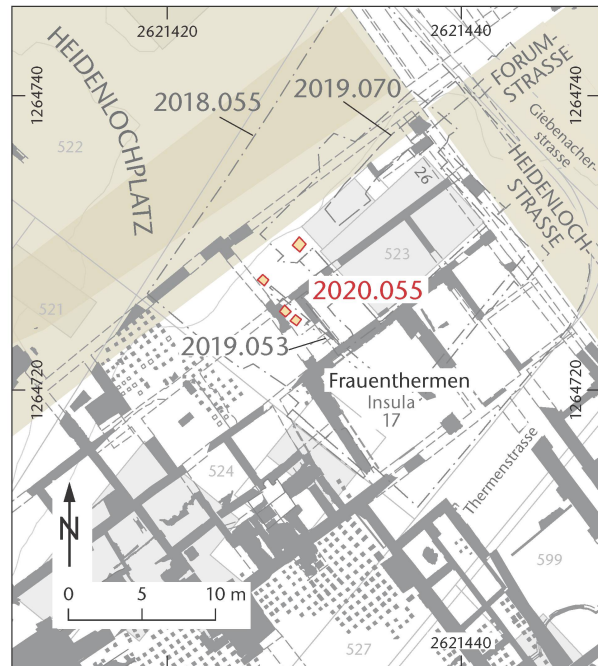 2621420
2621440
1264740
1264740
HEIDENLOCHPLATZ
2018.055
2019.070
FORUM-
STRASSE
Giebenacher-
strasse
HEIDENLOCH-
STRASSE
522
26
523
521
2020.055
2019.053
1264720
1264720
Frauenthermen
Insula
17
524
Thermenstrasse
N
599
0 5 10 m
527
2621440